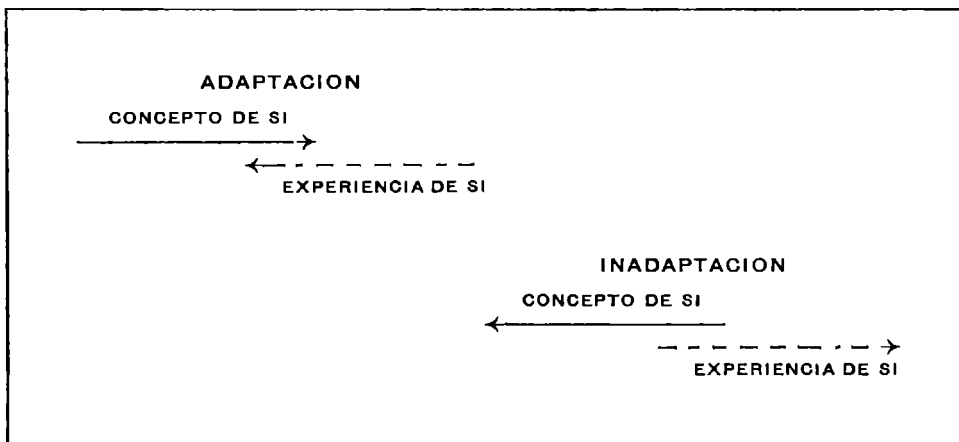 ADAPTACION
CONCEPTO DE SI
EXPERIENCIA DE SI
INADAPTACION
CONCEPTO DE SI
EXPERIENCIA DE SI